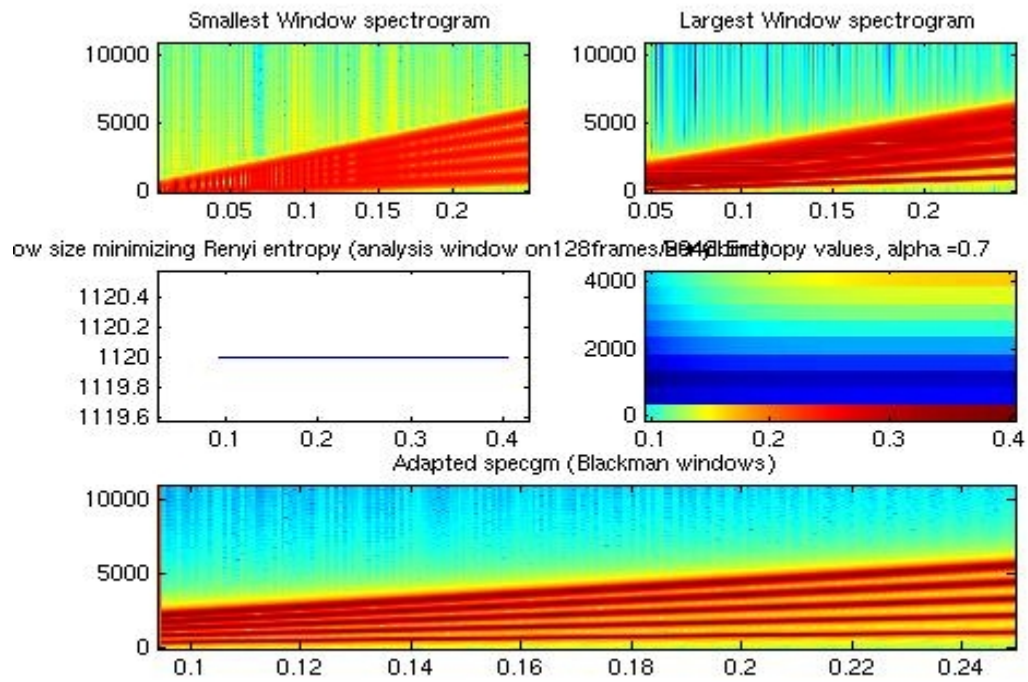 Smallest Window spectrogram
Largest Window spectrogram
10000
5000
0
0.05 0.1 0.15 0.2
10000
5000
0
0.05 0.1 0.15 0.2
ow size minimizing Renyi entropy (analysis window on128frames/ entropy values, alpha =0.7
1120.4
1120.2
1120
1119.8
1119.6
0.1 0.2 0.3 0.4
4000
2000
0
0.1 0.2 0.3 0.4
Adapted specgm (Blackman windows)
10000
5000
0
0.1 0.12 0.14 0.16 0.18 0.2 0.22 0.24